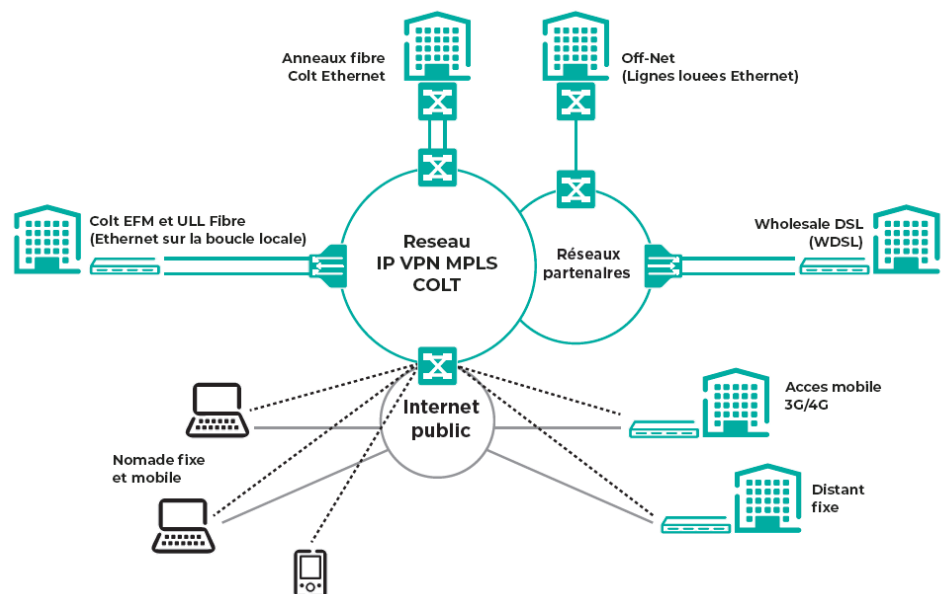 Anneaux fibre
Colt Ethernet
Off-Net
(Lignes louees Ethernet)
Colt EFM et ULL Fibre
(Ethernet sur la boucle locale)
Reseau
IP VPN MPLS
COLT
Réseaux
partenaires
Wholesale DSL
(WDSL)
Internet
public
Acces mobile
3G/4G
Nomade fixe
et mobile
Distant
fixe